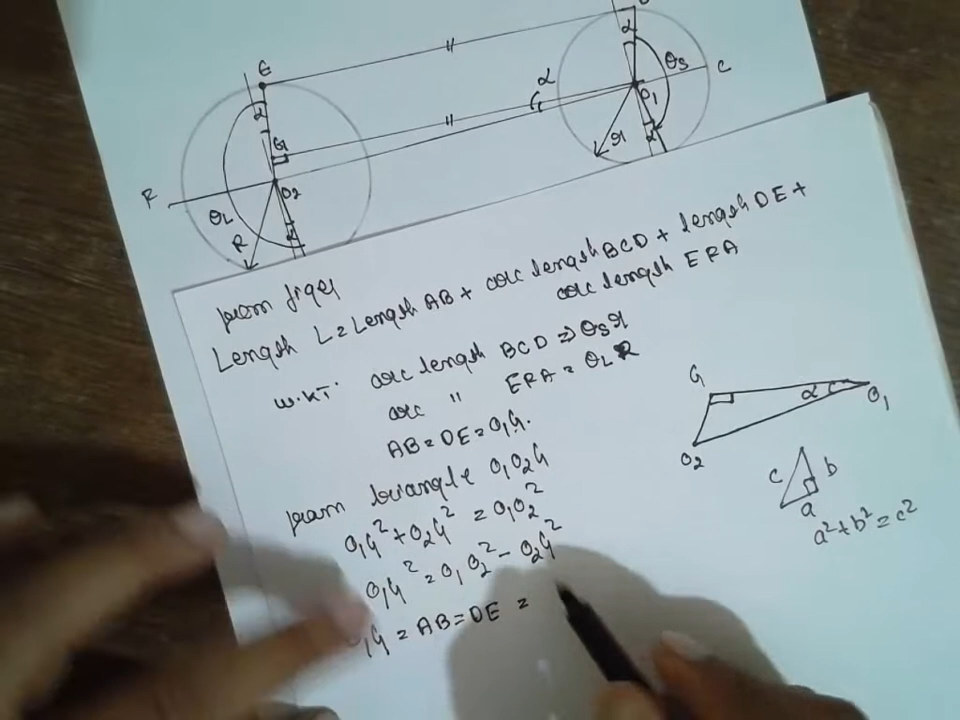 E
α
G
O2
R
θL
R
α
α
α
θS
C
O1
r
α
from figer
Length L = Length AB + arc length BCD + length DE +
arc length ERA
W.K.T. arc length BCD ⇒ θS r
arc " ERA = θL R
AB = DE = O1G.
from triangle O1O2G
O1G² + O2G² = O1O2²
O1G² = O1O2² - O2G²
O1G = AB = DE =
G
α
O1
O2
c
b
a
a² + b² = c²